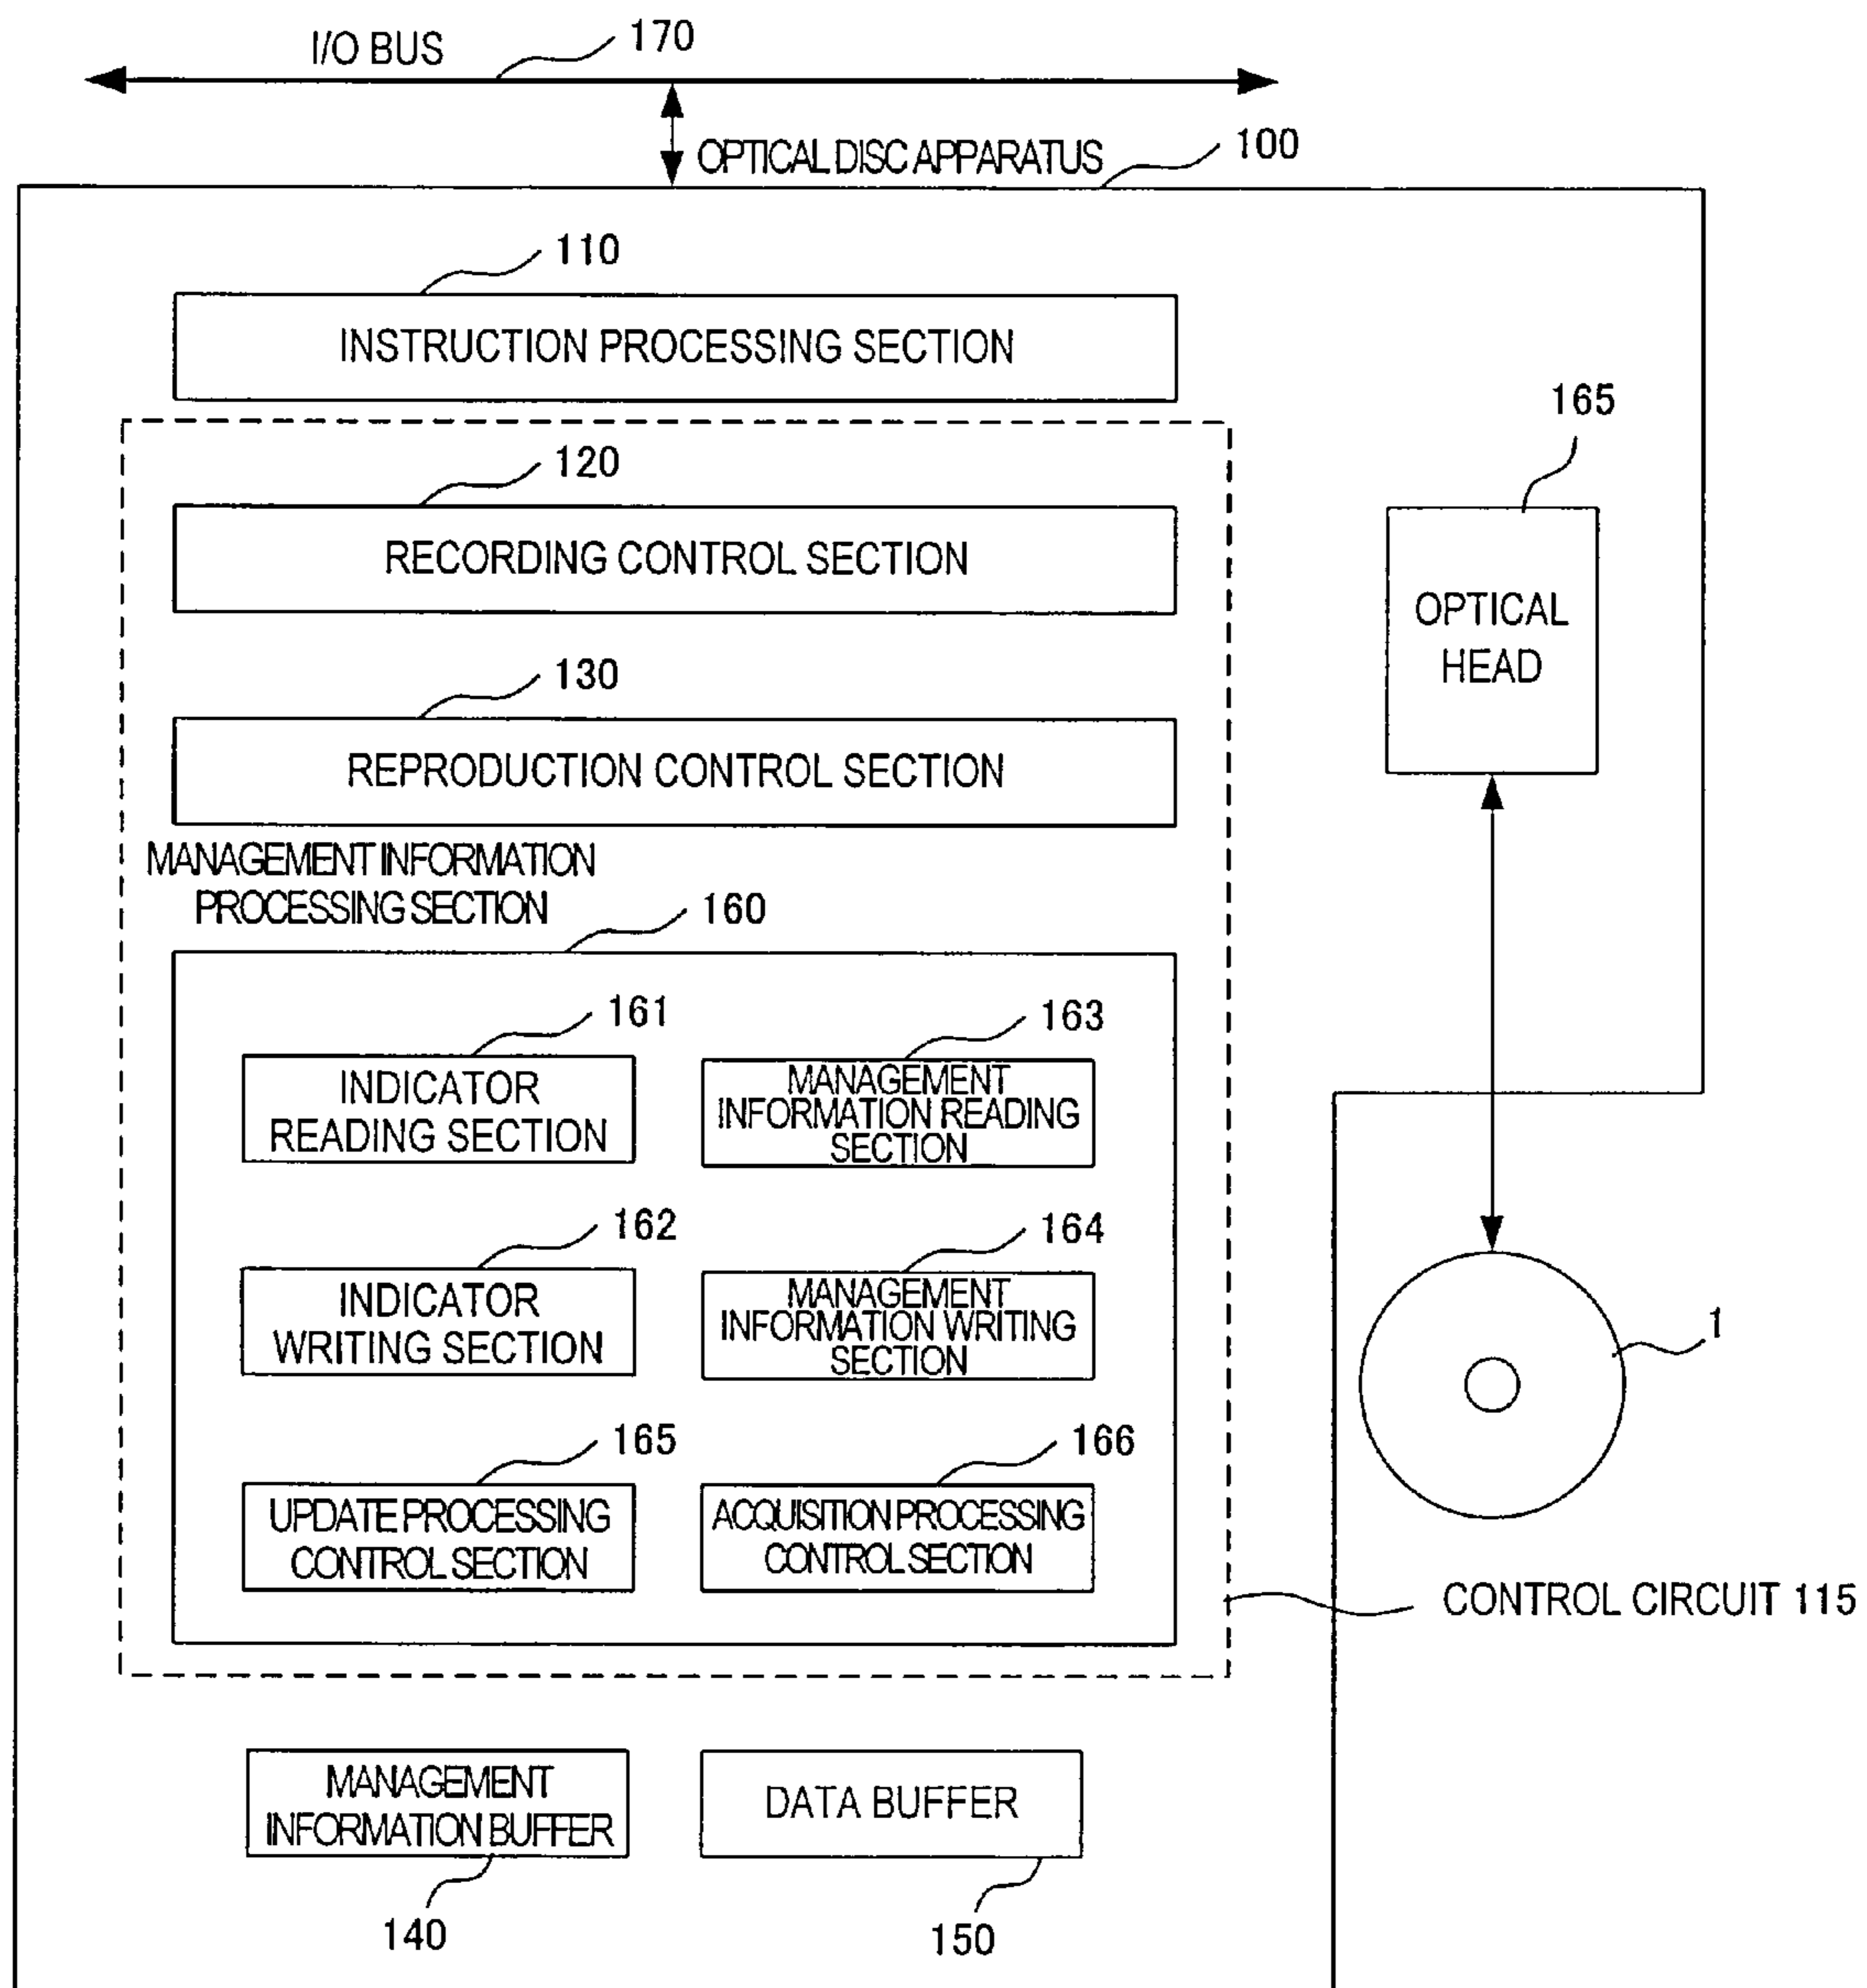 I/O BUS
170
OPTICAL DISC APPARATUS
100
110
INSTRUCTION PROCESSING SECTION
165
OPTICAL
HEAD
120
RECORDING CONTROL SECTION
130
REPRODUCTION CONTROL SECTION
MANAGEMENT INFORMATION
PROCESSING SECTION
160
161
INDICATOR
READING SECTION
163
MANAGEMENT
INFORMATION READING
SECTION
162
INDICATOR
WRITING SECTION
164
MANAGEMENT
INFORMATION WRITING
SECTION
1
165
UPDATE PROCESSING
CONTROL SECTION
166
ACQUISITION PROCESSING
CONTROL SECTION
CONTROL CIRCUIT 115
MANAGEMENT
INFORMATION BUFFER
140
DATA BUFFER
150